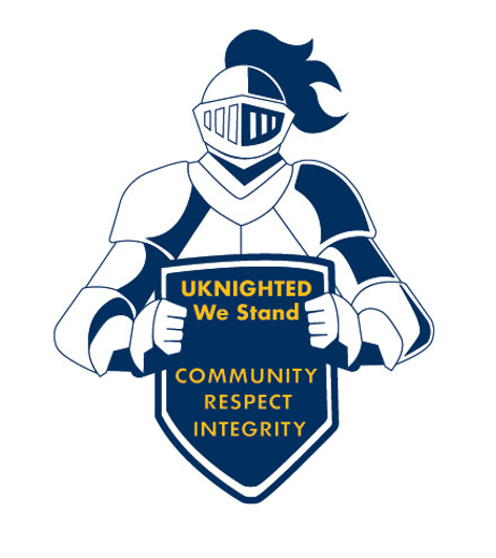 UKNIGHTED
We Stand
COMMUNITY
RESPECT
INTEGRITY